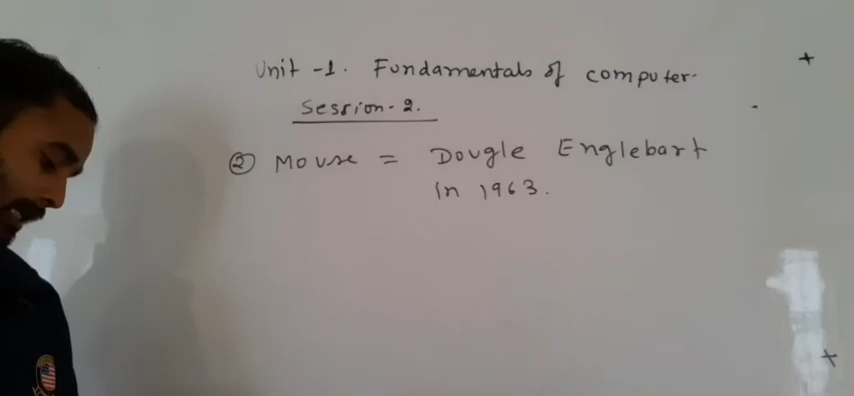 Unit -1. Fundamentals of computer.
Session-2.
② Mouse = Dougle Englebart
in 1963.